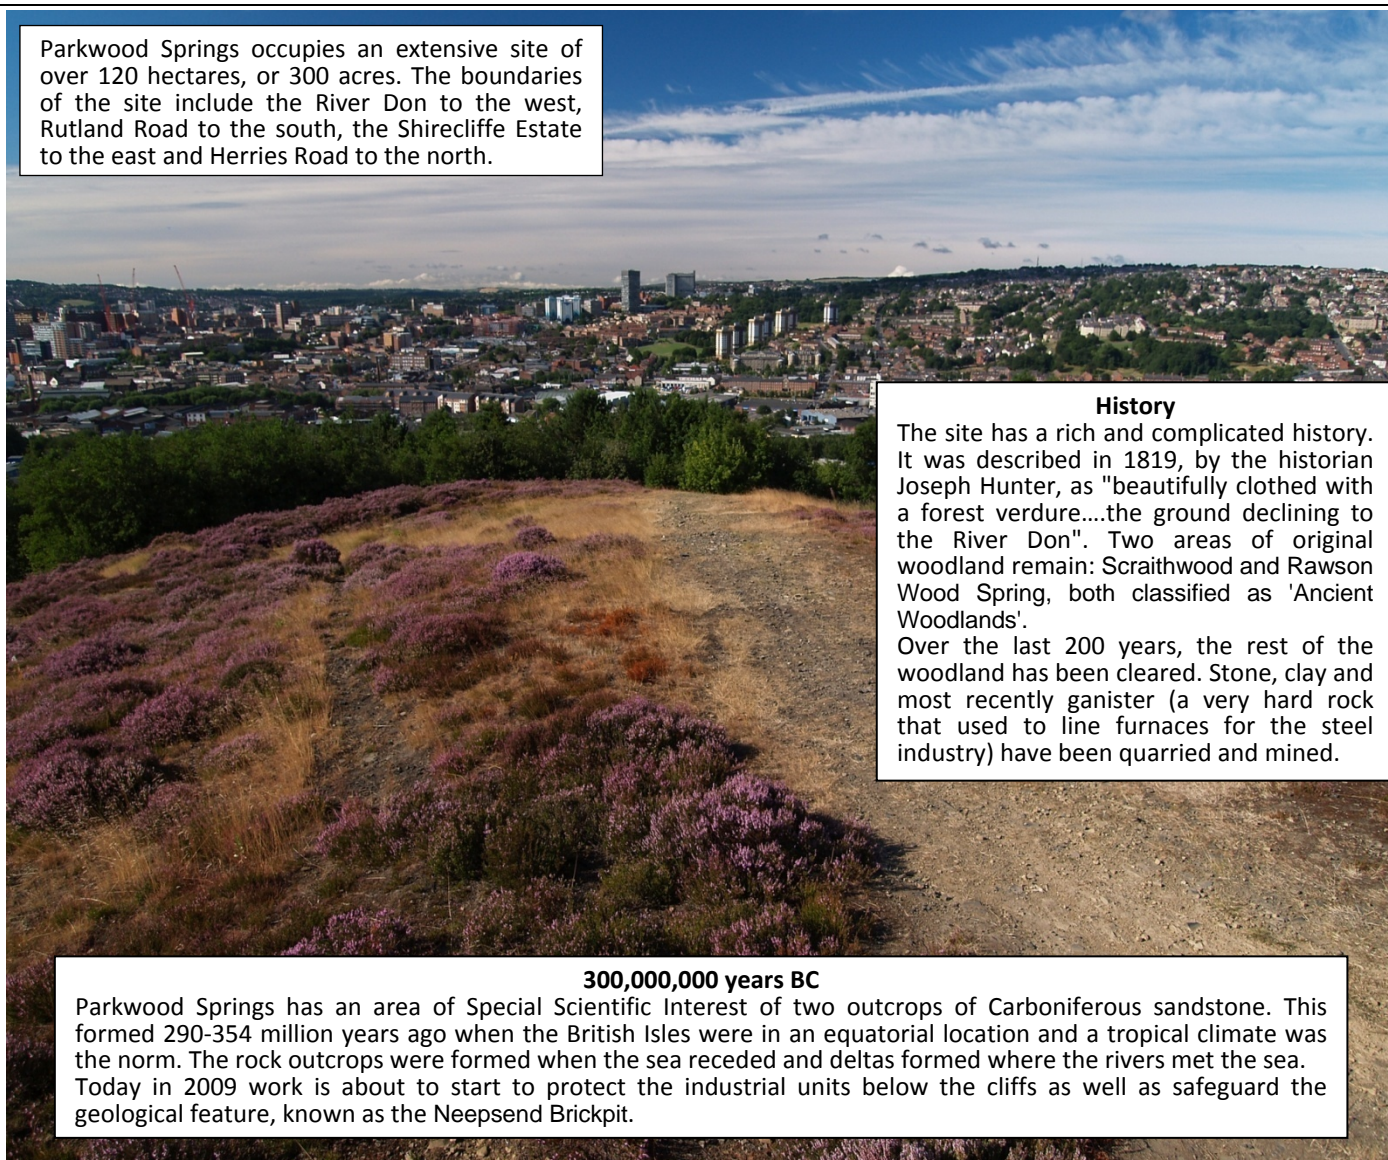 Parkwood Springs occupies an extensive site of
over 120 hectares, or 300 acres. The boundaries
of the site include the River Don to the west,
Rutland Road to the south, the Shirecliffe Estate
to the east and Herries Road to the north.
History
The site has a rich and complicated history.
It was described in 1819, by the historian
Joseph Hunter, as "beautifully clothed with
a forest verdure....the ground declining to
the River Don". Two areas of original
woodland remain: Scraithwood and Rawson
Wood Spring, both classified as 'Ancient
Woodlands'.
Over the last 200 years, the rest of the
woodland has been cleared. Stone, clay and
most recently ganister (a very hard rock
that used to line furnaces for the steel
industry) have been quarried and mined.
300,000,000 years BC
Parkwood Springs has an area of Special Scientific Interest of two outcrops of Carboniferous sandstone. This
formed 290-354 million years ago when the British Isles were in an equatorial location and a tropical climate was
the norm. The rock outcrops were formed when the sea receded and deltas formed where the rivers met the sea.
Today in 2009 work is about to start to protect the industrial units below the cliffs as well as safeguard the
geological feature, known as the Neepsend Brickpit.